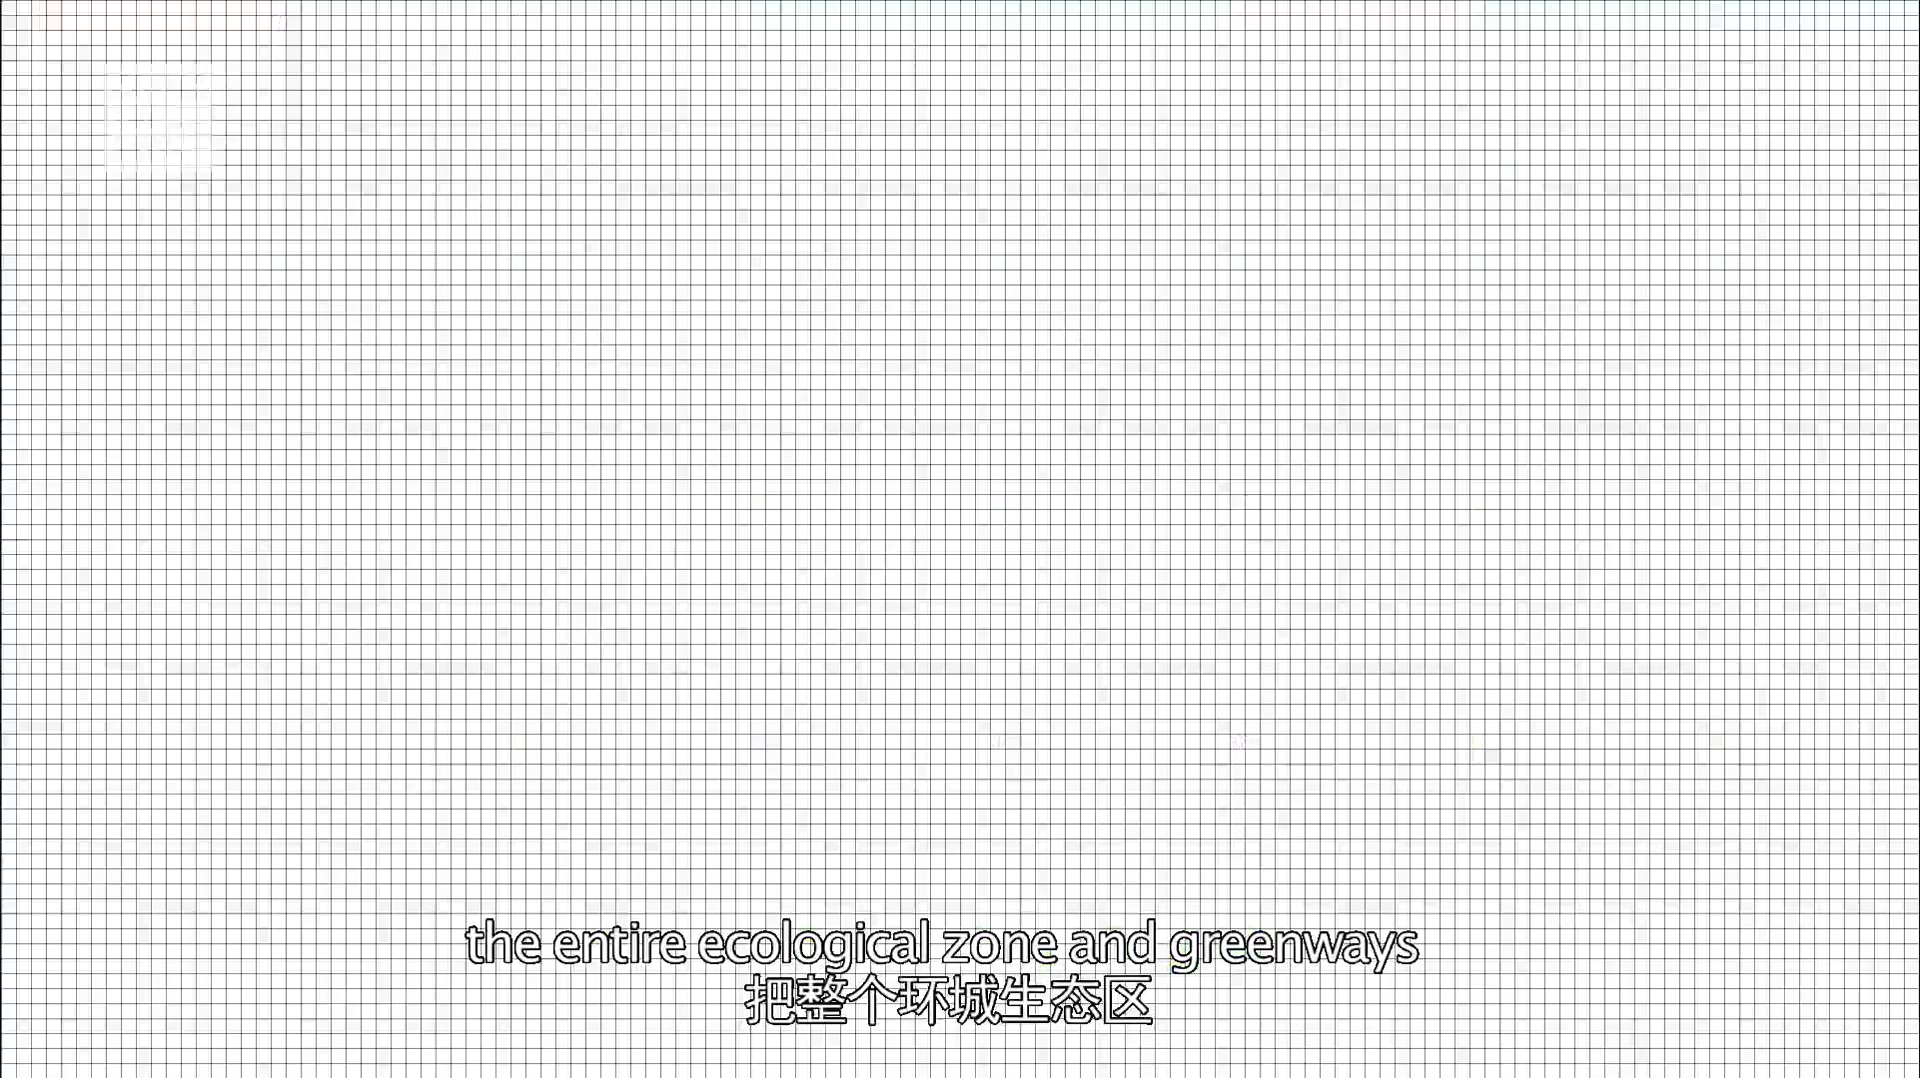 the entire ecological zone and greenways
把整个环城生态区